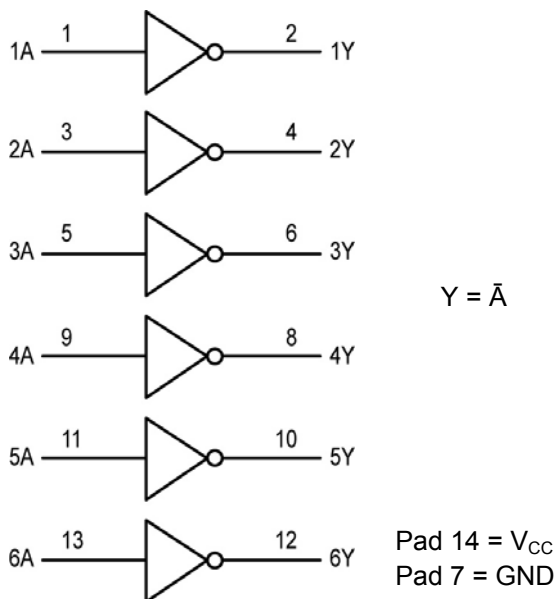 1 2
1A 1Y
3 4
2A 2Y
5 6
3A 3Y
Y = Ā
9 8
4A 4Y
11 10
5A 5Y
13 12
6A 6Y
Pad 14 = VCC
Pad 7 = GND